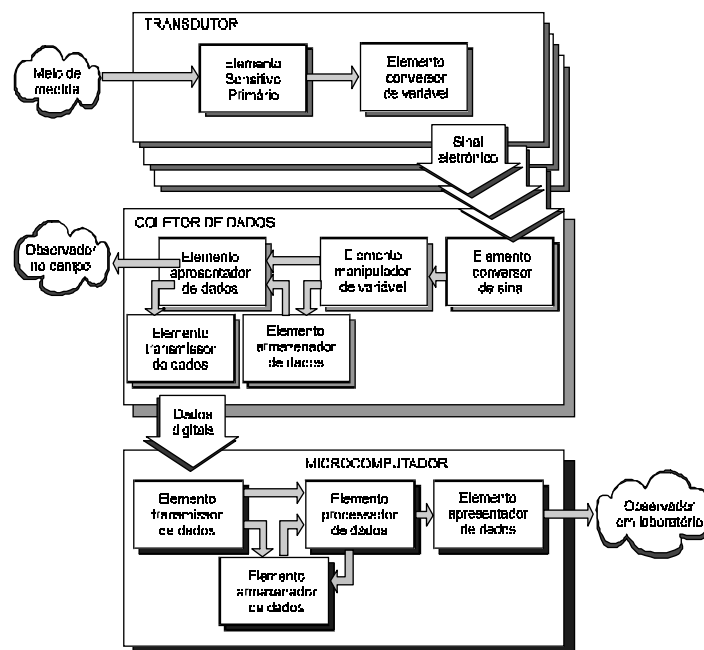 TRANSDUTOR
Meio de
medida
Elemento
Sensitivo
Primário
Elemento
conversor
de variável
Sinal
eletrônico
COLETOR DE DADOS
Observador
no campo
Elemento
apresentador
de dados
Elemento
manipulador
de variável
Elemento
conversor
de sina
Elemento
transmissor
de dados
Elemento
armazenador
de dados
Dados
digitais
MICROCOMPUTADOR
Elemento
transmissor
de dados
Elemento
processador
de dados
Elemento
apresentador
de dados
Observador
em laboratório
Elemento
armazenador
de dados